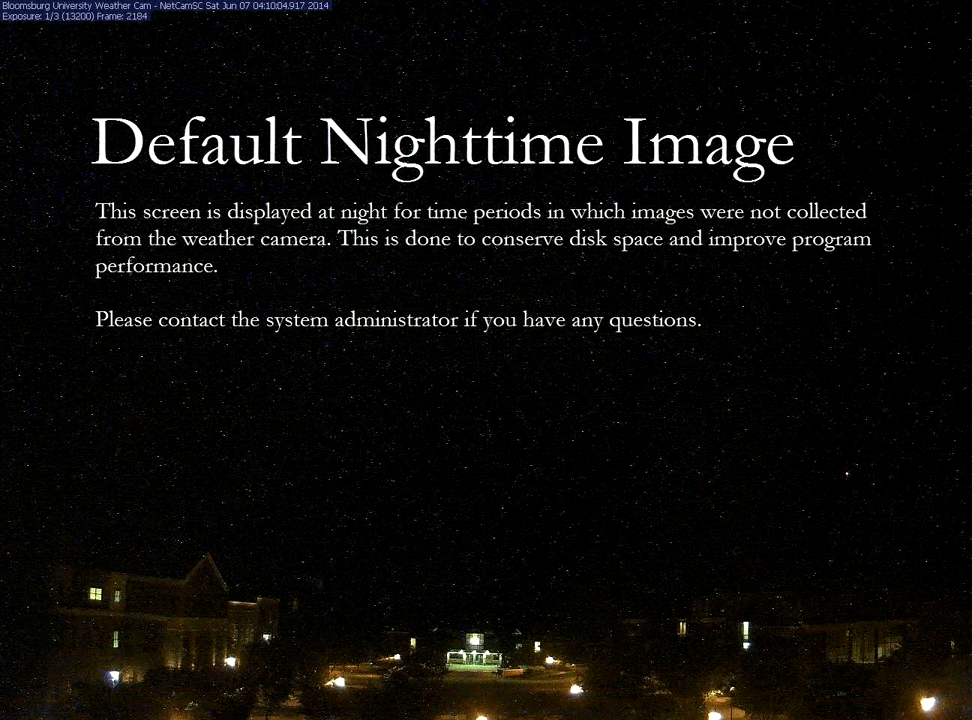 Bloomsburg University Weather Cam - NetCamSC Sat Jun 07 04:10:04.917 2014
Exposure: 1/3 (13200) Frame: 2184
Default Nighttime Image
This screen is displayed at night for time periods in which images were not collected
from the weather camera. This is done to conserve disk space and improve program
performance.
Please contact the system administrator if you have any questions.